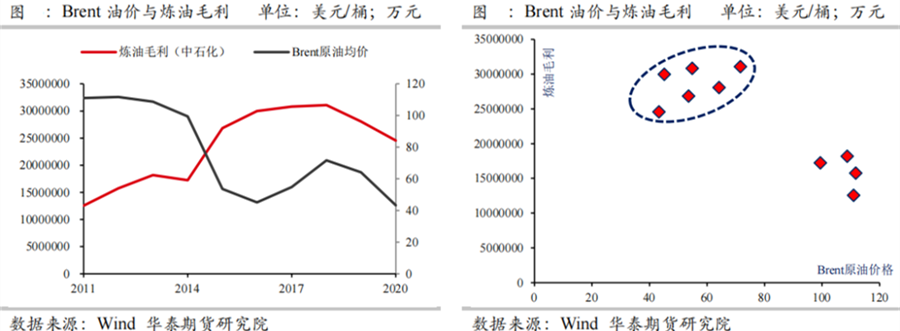 图 ：Brent 油价与炼油毛利 单位：美元/桶；万元
炼油毛利（中石化） Brent原油均价
35000000 120
30000000 100
25000000 80
20000000
15000000 60
10000000 40
5000000 20
0 0
2011 2014 2017 2020
数据来源：Wind 华泰期货研究院
图 ：Brent 油价与炼油毛利 单位：美元/桶；万元
炼油毛利
35000000
30000000
25000000
20000000
15000000
10000000
5000000
0
Brent原油价格
0 20 40 60 80 100 120
数据来源：Wind 华泰期货研究院